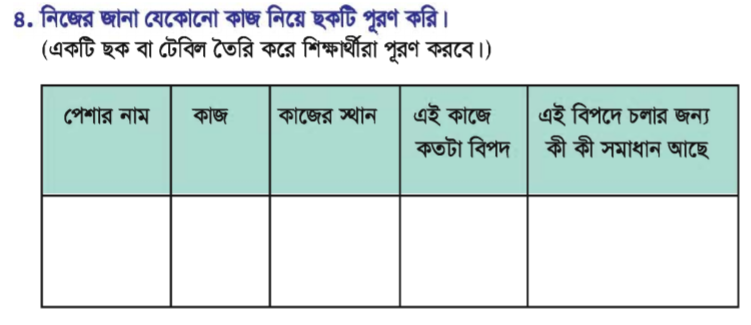 ৪. নিজের জানা যেকোনো কাজ নিয়ে ছকটি পূরণ করি।
(একটি ছক বা টেবিল তৈরি করে শিক্ষার্থীরা পূরণ করবে।)
পেশার নাম
কাজ
কাজের স্থান
এই কাজে
কতটা বিপদ
এই বিপদে চলার জন্য
কী কী সমাধান আছে